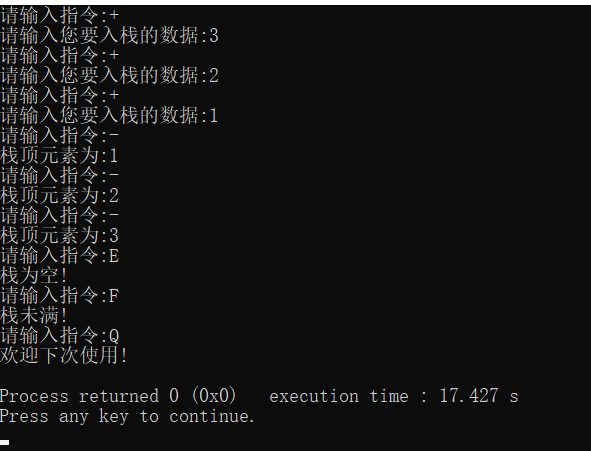 请输入指令:+
请输入您要入栈的数据:3
请输入指令:+
请输入您要入栈的数据:2
请输入指令:+
请输入您要入栈的数据:1
请输入指令:-
栈顶元素为:1
请输入指令:-
栈顶元素为:2
请输入指令:-
栈顶元素为:3
请输入指令:E
栈为空!
请输入指令:F
栈未满!
请输入指令:Q
欢迎下次使用!
Process returned 0 (0x0)   execution time : 17.427 s
Press any key to continue.